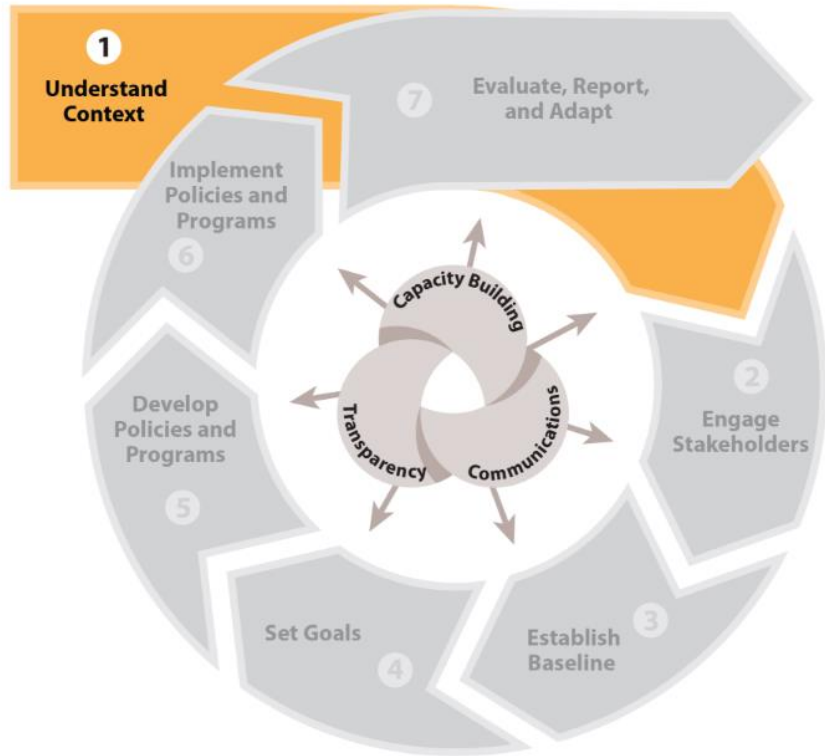 1
Understand
Context
7
Evaluate, Report,
and Adapt
Implement
Policies and
Programs
6
Capacity Building
2
Engage
Stakeholders
Develop
Policies and
Programs
5
Transparency
Communications
3
Establish
Baseline
Set Goals
4